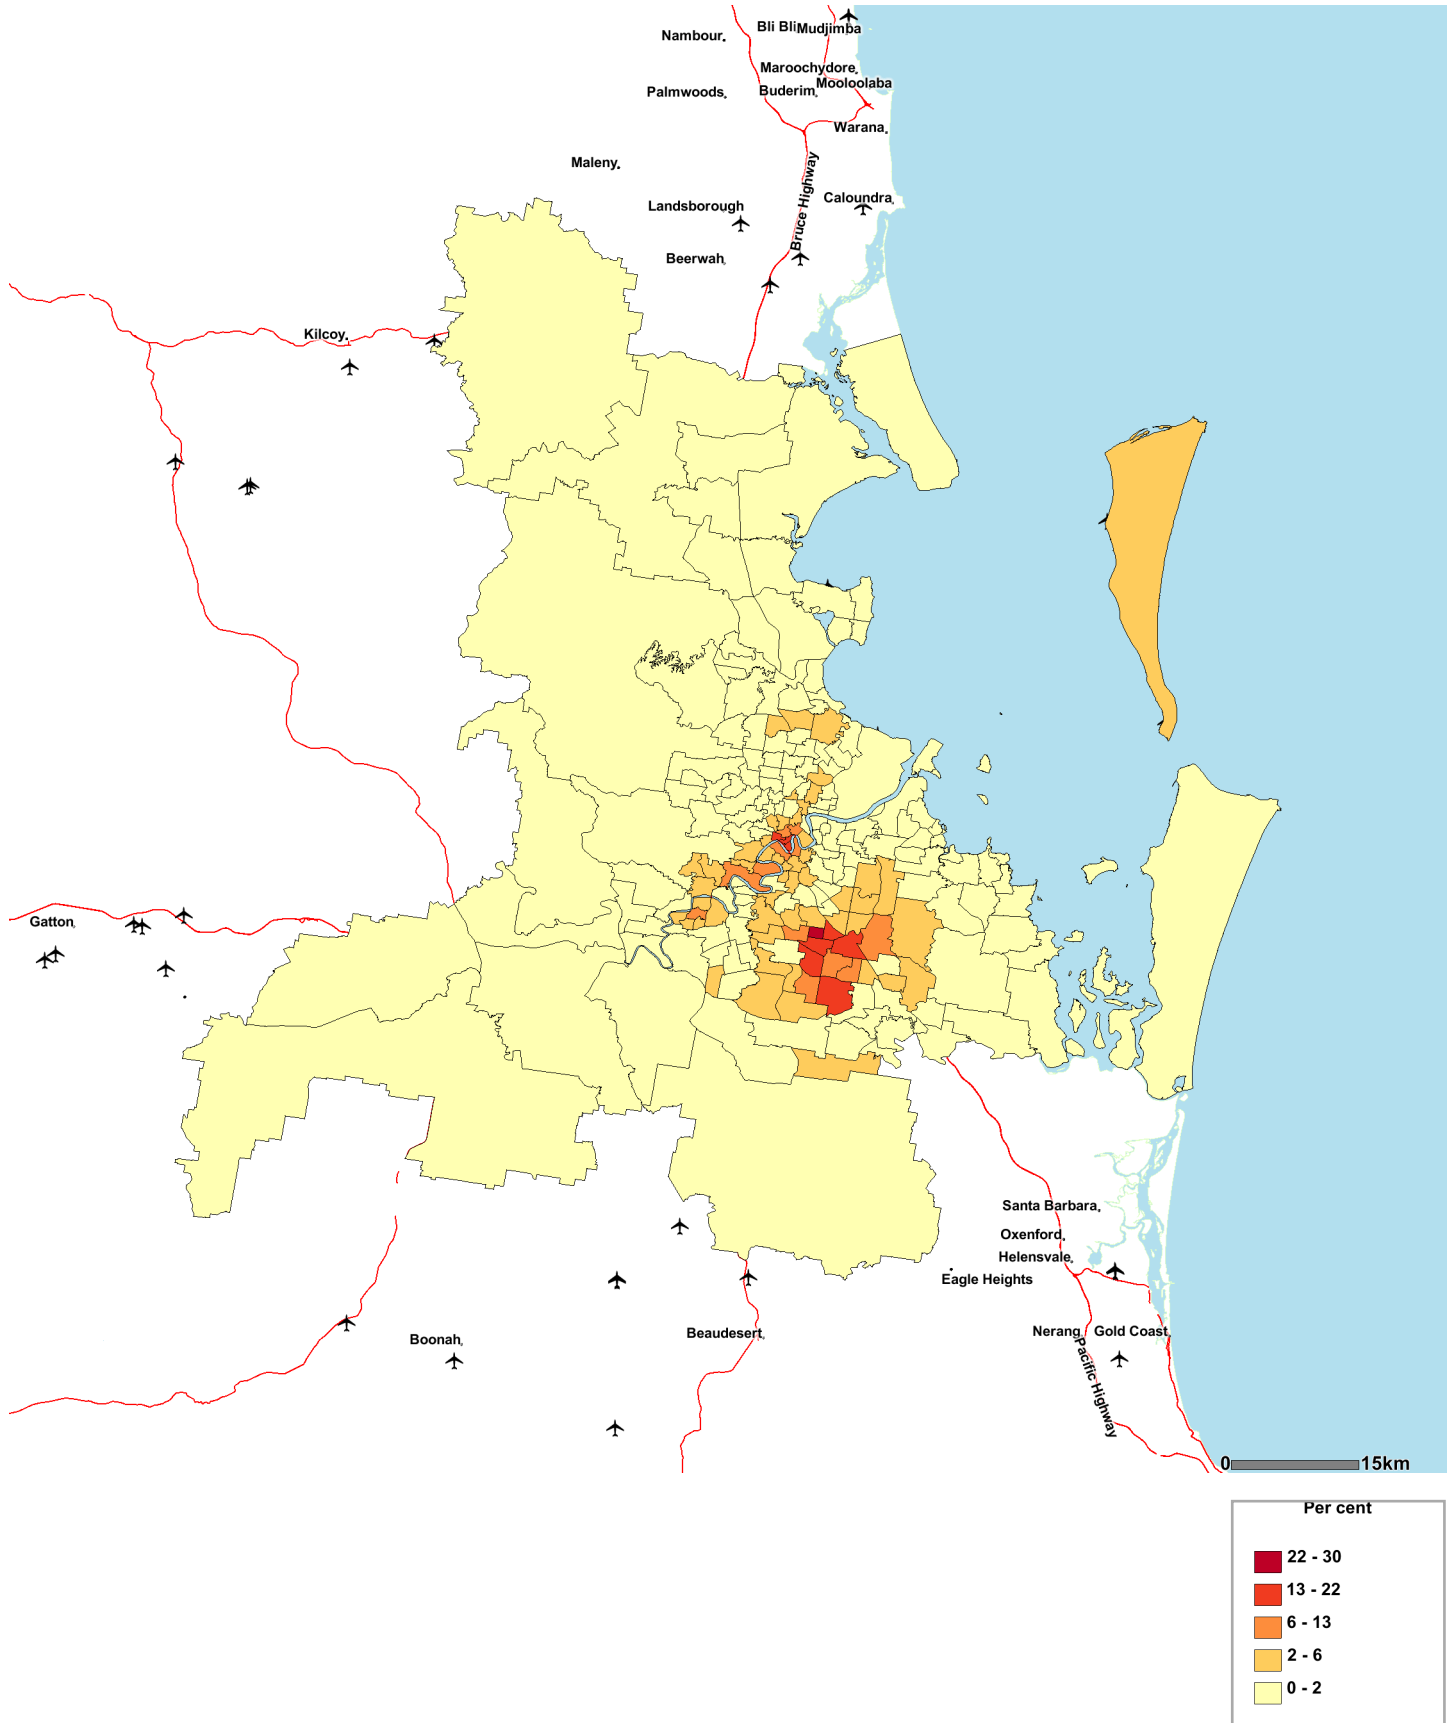 Bli Bli
Mudjimba
Nambour
Maroochydore
Mooloolaba
Palmwoods
Buderim
Warana
Bruce Highway
Maleny
Caloundra
Landsborough
Beerwah
Kilcoy
Gatton
Santa Barbara
Oxenford
Helensvale
Eagle Heights
Nerang
Gold Coast
Pacific Highway
Boonah
Beaudesert
0 15km
Per cent
22 - 30
13 - 22
6 - 13
2 - 6
0 - 2